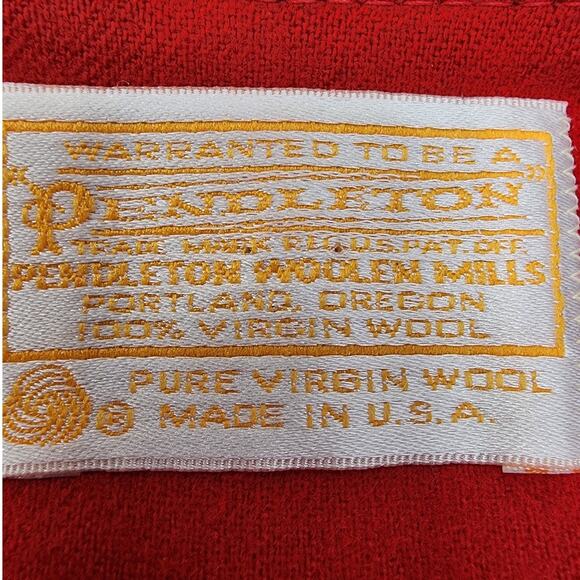 WARRANTED TO BE A
"PENDLETON"
TRADE MARK REG.U.S.PAT.OFF.
PENDLETON WOOLEN MILLS
PORTLAND, OREGON
100% VIRGIN WOOL
PURE VIRGIN WOOL
® MADE IN U.S.A.